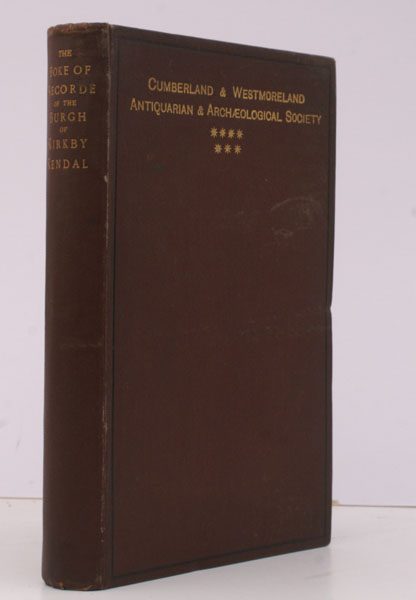 THE
BOKE OF
RECORDE
OF THE
BURGH
OF
KIRKBY
KENDAL
CUMBERLAND & WESTMORELAND
ANTIQUARIAN & ARCHÆOLOGICAL SOCIETY